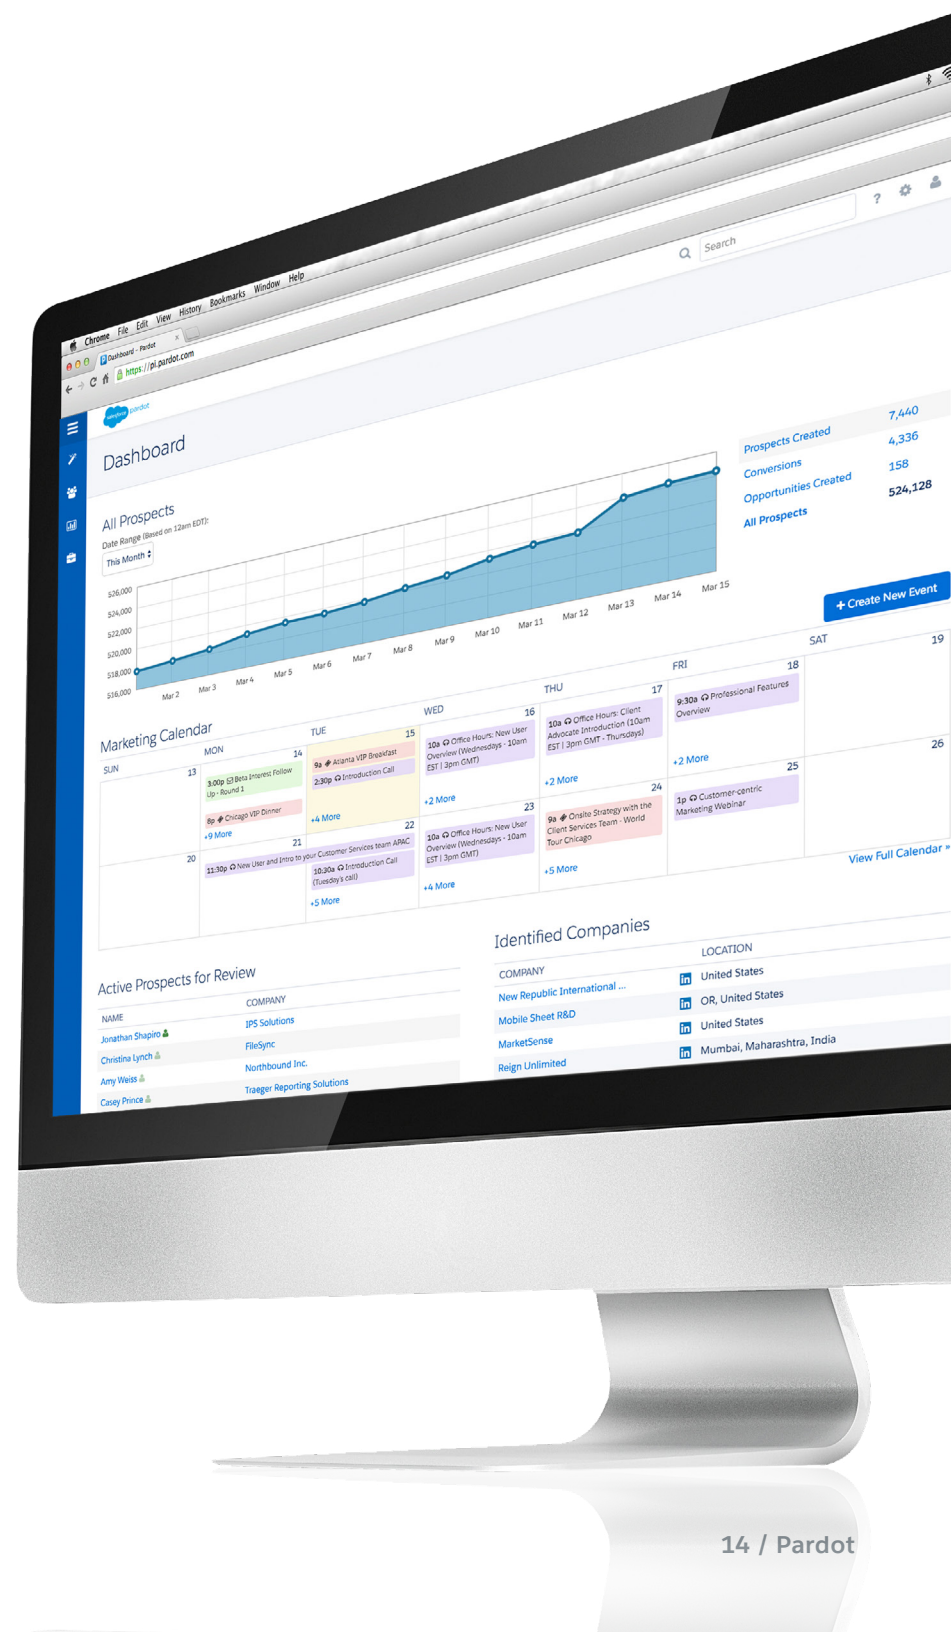 Chrome File Edit View History Bookmarks Window Help
Dashboard – Pardot
https://pi.pardot.com
salesforce pardot
Search
?
Dashboard
All Prospects
Date Range (Based on 12am EDT):
This Month
526,000
524,000
522,000
520,000
518,000
516,000
Mar 2 Mar 3 Mar 4 Mar 5 Mar 6 Mar 7 Mar 8 Mar 9 Mar 10 Mar 11 Mar 12 Mar 13 Mar 14 Mar 15
Prospects Created 7,440
Conversions 4,336
Opportunities Created 158
All Prospects 524,128
+ Create New Event
Marketing Calendar
SUN MON TUE WED THU FRI SAT
13
14
3:00p Beta Interest Follow
Up - Round 1
8p Chicago VIP Dinner
+9 More
15
9a Atlanta VIP Breakfast
2:30p Introduction Call
+4 More
16
10a Office Hours: New User
Overview (Wednesdays - 10am
EST | 3pm GMT)
+2 More
17
10a Office Hours: Client
Advocate Introduction (10am
EST | 3pm GMT - Thursdays)
+2 More
18
9:30a Professional Features
Overview
+2 More
19
20
21
11:30p New User and Intro to your Customer Services team APAC
22
10:30a Introduction Call
(Tuesday's call)
+5 More
23
10a Office Hours: New User
Overview (Wednesdays - 10am
EST | 3pm GMT)
+4 More
24
9a Onsite Strategy with the
Client Services Team - World
Tour Chicago
+5 More
25
1p Customer-centric
Marketing Webinar
26
View Full Calendar »
Active Prospects for Review
NAME COMPANY
Jonathan Shapiro IPS Solutions
Christina Lynch FileSync
Amy Weiss Northbound Inc.
Casey Prince Traeger Reporting Solutions
Identified Companies
COMPANY LOCATION
New Republic International ... in United States
Mobile Sheet R&D in OR, United States
MarketSense in United States
Reign Unlimited in Mumbai, Maharashtra, India
14 / Pardot